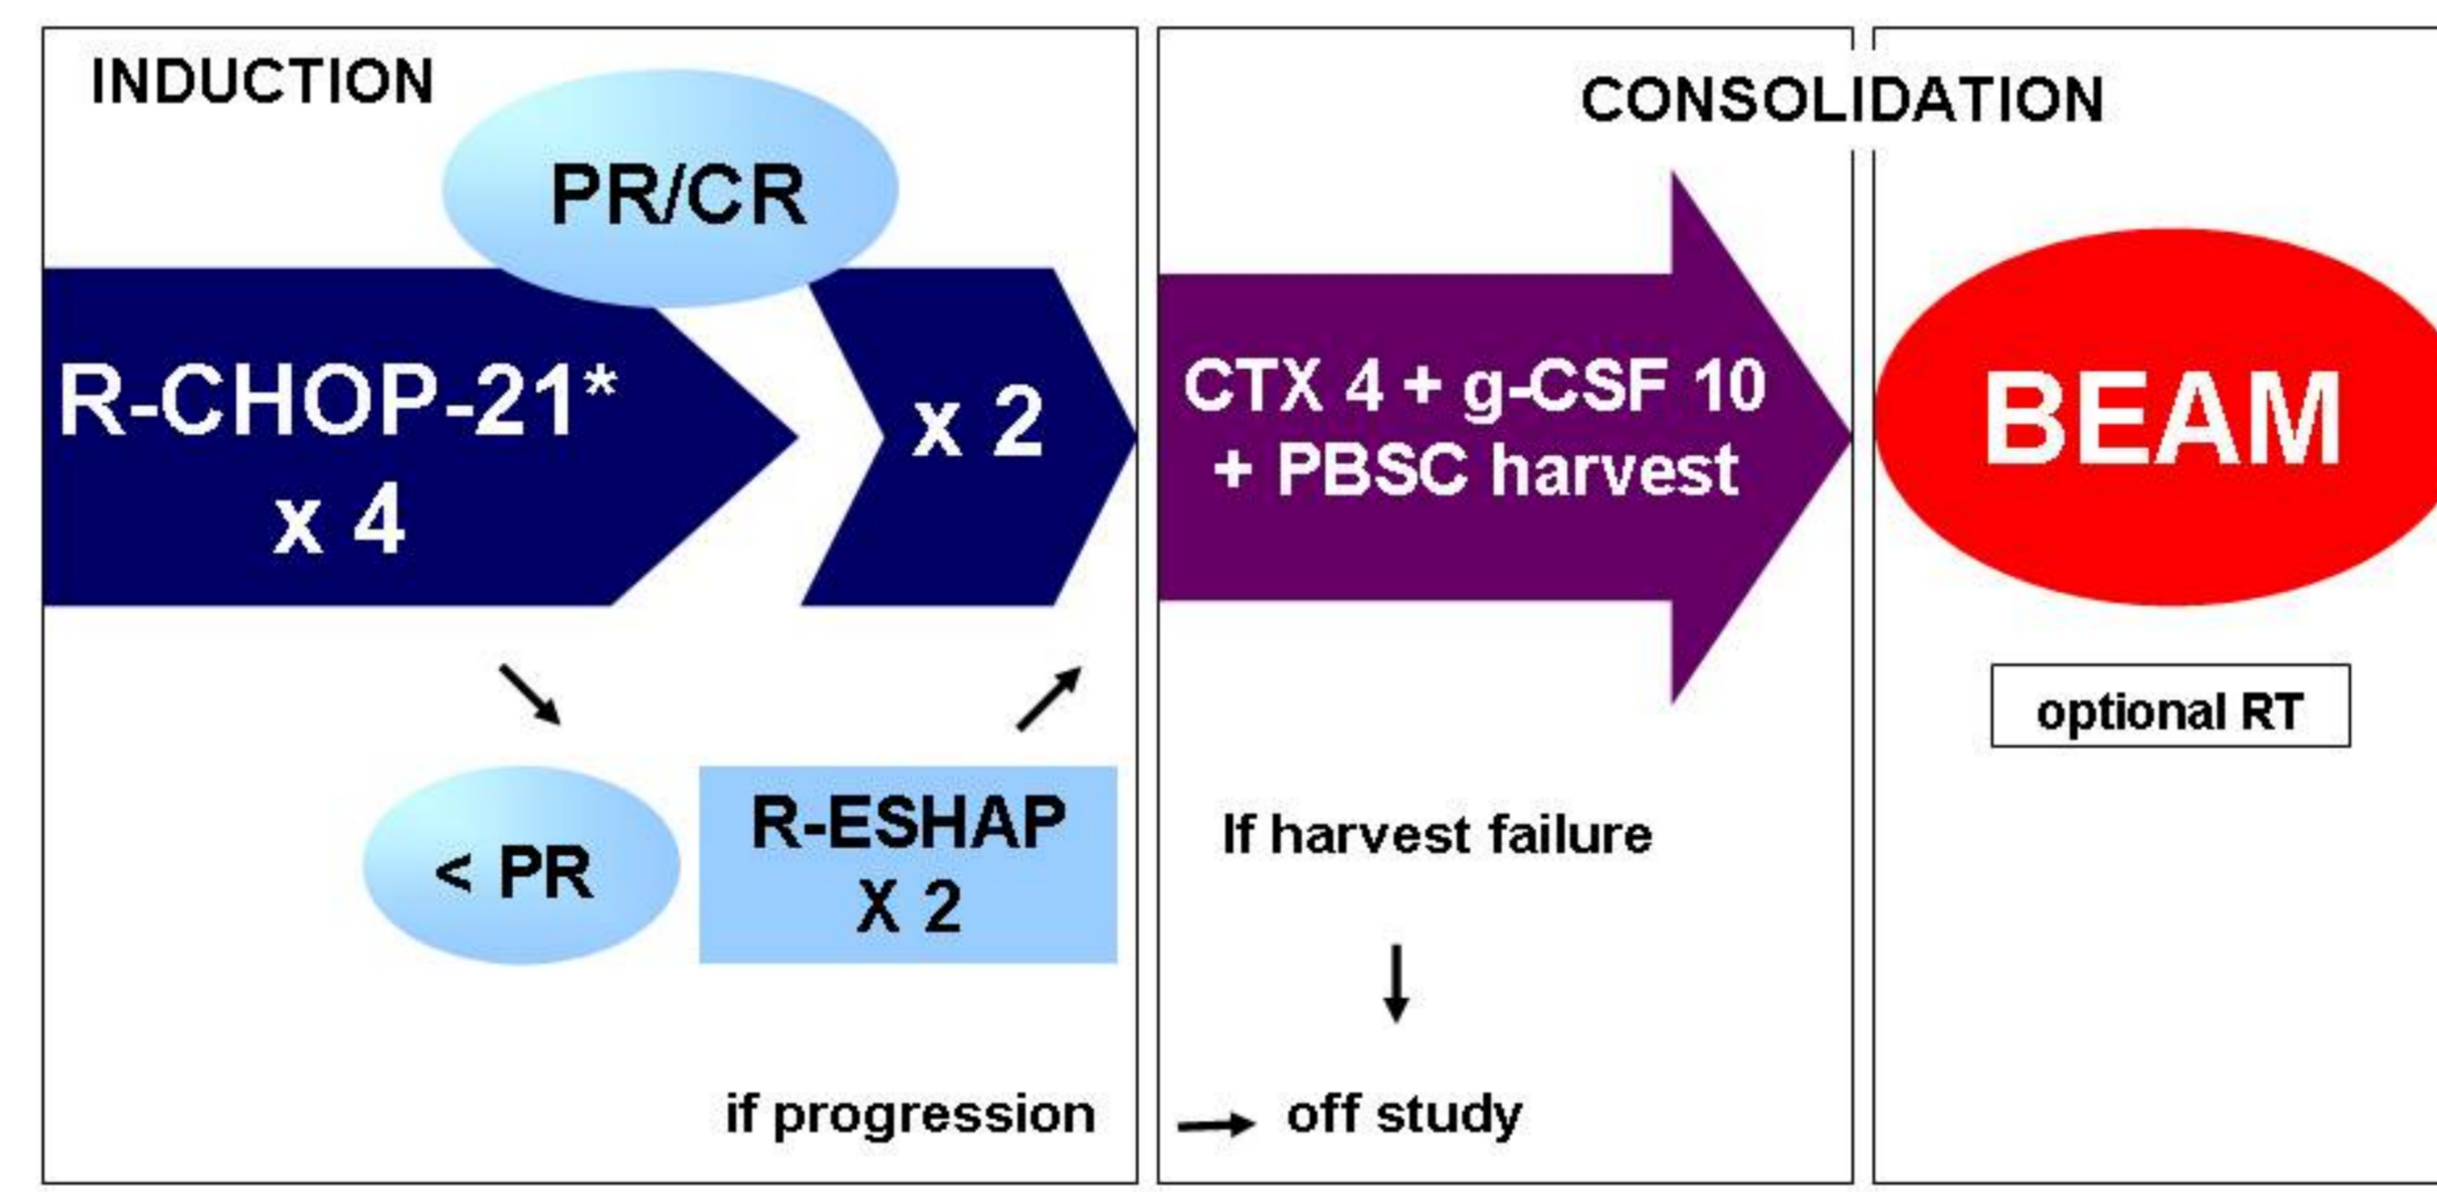 INDUCTION
PR/CR
R-CHOP-21*
x 4
x 2
< PR
R-ESHAP
X 2
if progression
CONSOLIDATION
CTX 4 + g-CSF 10
+ PBSC harvest
If harvest failure
off study
BEAM
optional RT